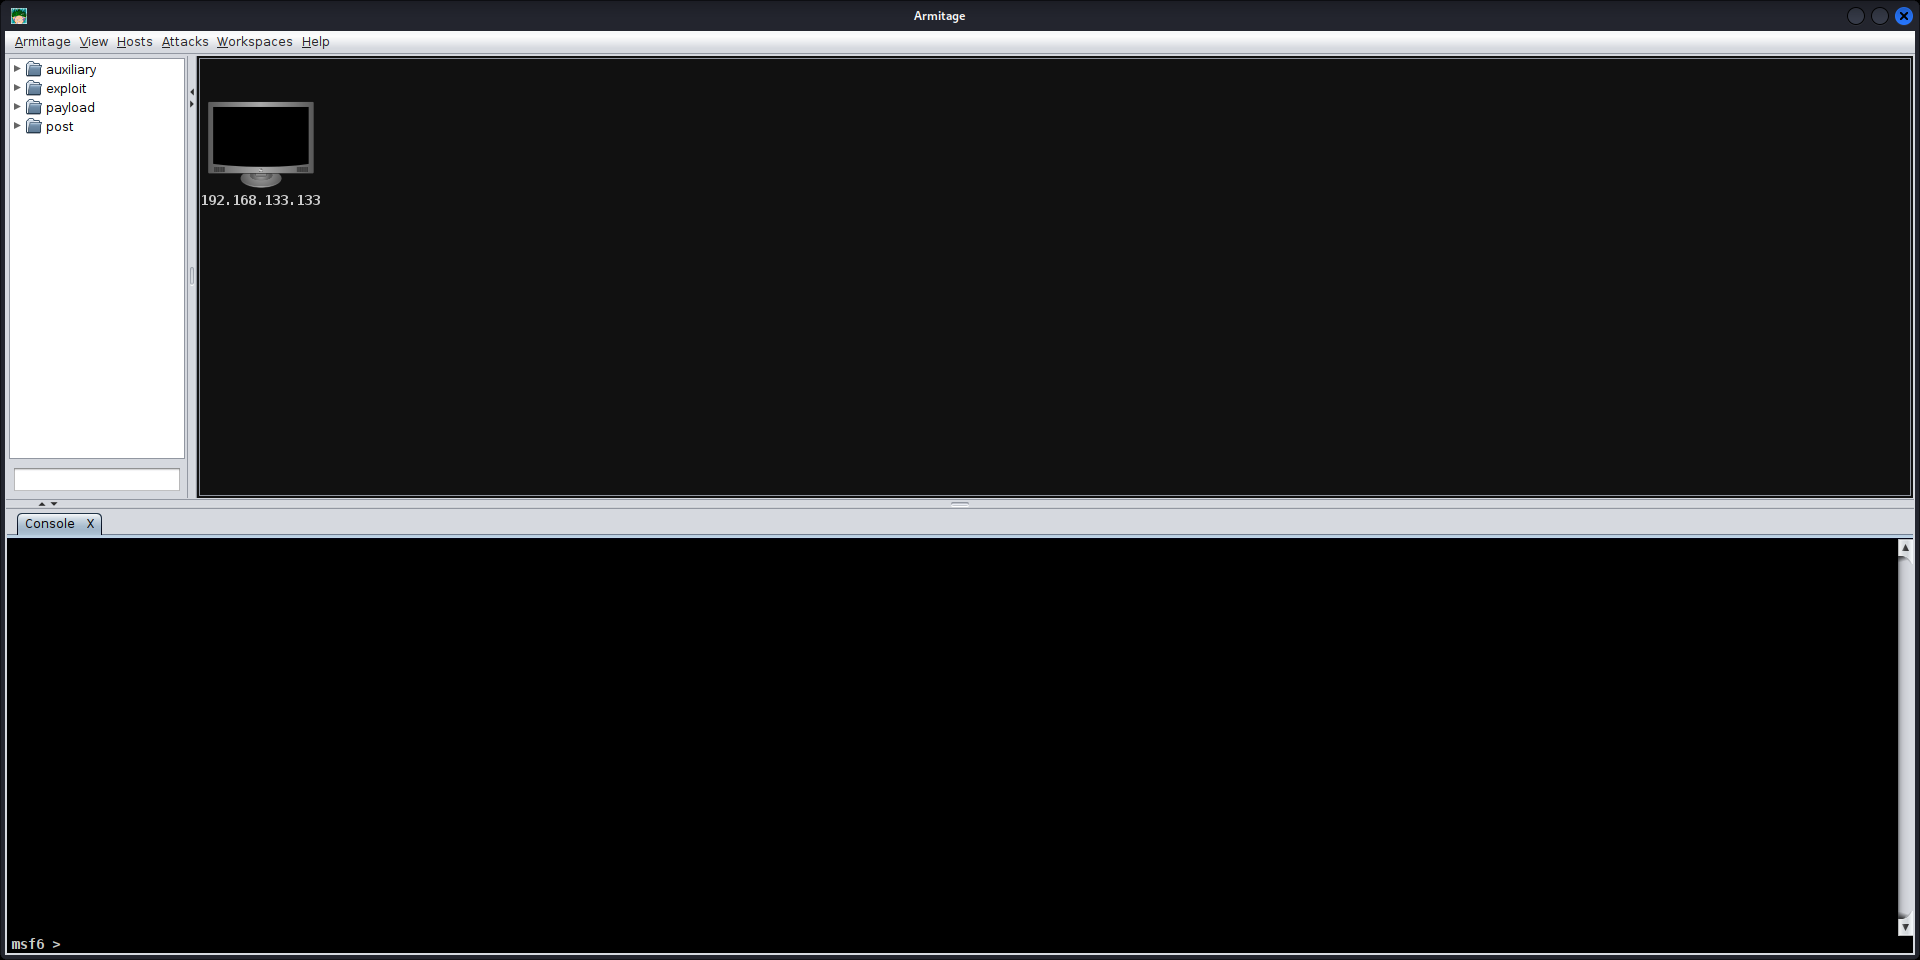 Armitage
Armitage View Hosts Attacks Workspaces Help
auxiliary
exploit
payload
post
192.168.133.133
Console X
msf6 >